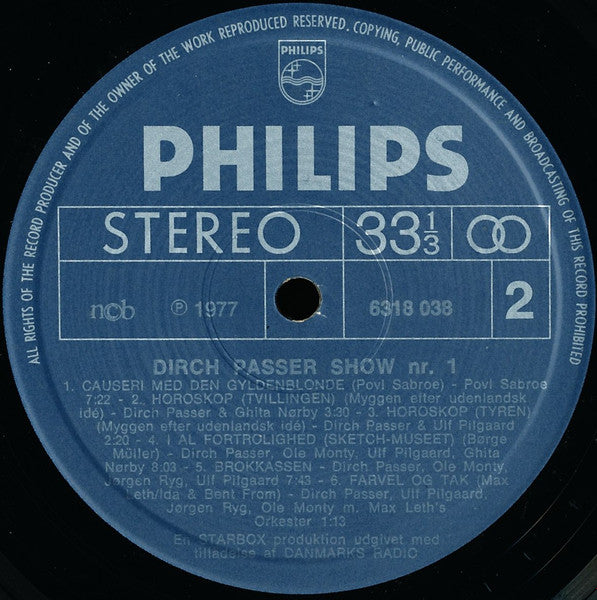 ALL RIGHTS OF THE RECORD PRODUCER AND OF THE OWNER OF THE WORK REPRODUCED RESERVED. COPYING, PUBLIC PERFORMANCE AND BROADCASTING OF THIS RECORD PROHIBITED
PHILIPS
PHILIPS
STEREO 33 1/3
ncb ℗ 1977 6318 038 2
DIRCH PASSER SHOW nr. 1
1. CAUSERI MED DEN GYLDENBLONDE (Povl Sabroe) - Povl Sabroe
7:22 - 2. HOROSKOP (TVILLINGEN) (Myggen efter udenlandsk
idé) - Dirch Passer & Ghita Nørby 3:30 - 3. HOROSKOP (TYREN)
(Myggen efter udenlandsk idé) - Dirch Passer & Ulf Pilgaard
2:20 - 4. I AL FORTROLIGHED (SKETCH-MUSEET) (Børge
Müller) - Dirch Passer, Ole Monty, Ulf Pilgaard, Ghita
Nørby 8:03 - 5. BROKKASSEN - Dirch Passer, Ole Monty,
Jørgen Ryg, Ulf Pilgaard 7:43 - 6. FARVEL OG TAK (Max
Leth/Ida & Bent From) - Dirch Passer, Ulf Pilgaard,
Jørgen Ryg, Ole Monty m. Max Leth's
Orkester 1:13
En STARBOX produktion udgivet med
tilladelse af DANMARKS RADIO